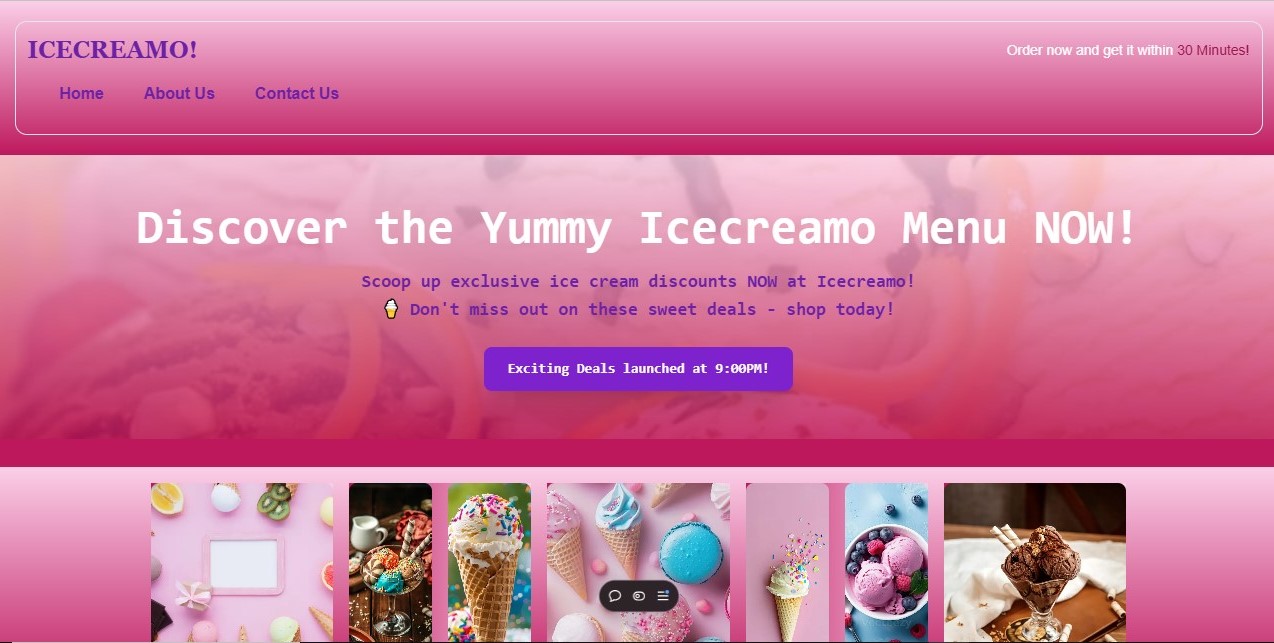 ICECREAMO!
Order now and get it within 30 Minutes!
Home About Us Contact Us
Discover the Yummy Icecreamo Menu NOW!
Scoop up exclusive ice cream discounts NOW at Icecreamo!
🍦 Don't miss out on these sweet deals - shop today!
Exciting Deals launched at 9:00PM!